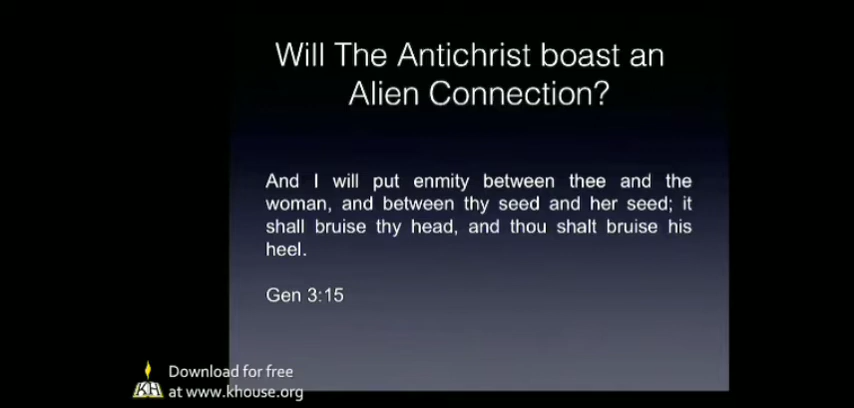 Will The Antichrist boast an
Alien Connection?
And I will put enmity between thee and the
woman, and between thy seed and her seed; it
shall bruise thy head, and thou shalt bruise his
heel.
Gen 3:15
KH
Download for free
at www.khouse.org